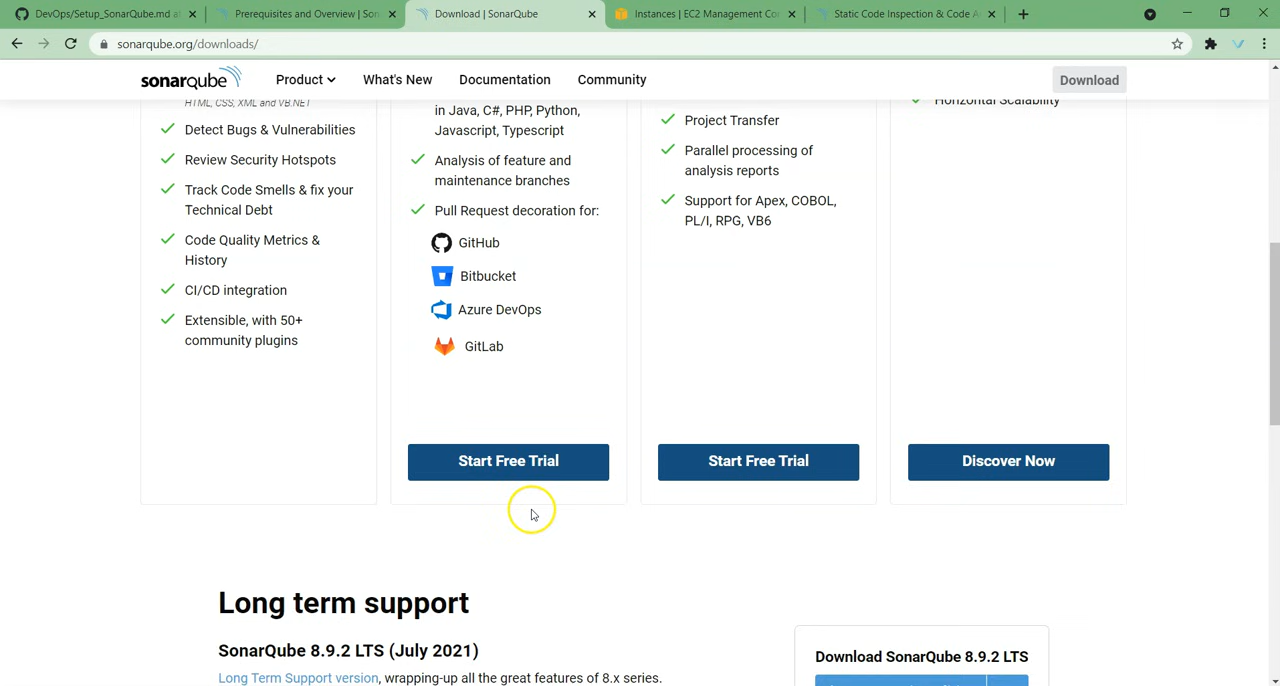 DevOps/Setup_SonarQube.md a
Prerequisites and Overview | Son
Download | SonarQube
Instances | EC2 Management Co
Static Code Inspection & Code A
sonarqube.org/downloads/
sonarqube
Product
What's New
Documentation
Community
Download
HTML, CSS, XML and VB.NET
Detect Bugs & Vulnerabilities
Review Security Hotspots
Track Code Smells & fix your
Technical Debt
Code Quality Metrics &
History
CI/CD integration
Extensible, with 50+
community plugins
in Java, C#, PHP, Python,
Javascript, Typescript
Analysis of feature and
maintenance branches
Pull Request decoration for:
GitHub
Bitbucket
Azure DevOps
GitLab
Start Free Trial
Project Transfer
Parallel processing of
analysis reports
Support for Apex, COBOL,
PL/I, RPG, VB6
Start Free Trial
Horizontal Scalability
Discover Now
Long term support
SonarQube 8.9.2 LTS (July 2021)
Long Term Support version, wrapping-up all the great features of 8.x series.
Download SonarQube 8.9.2 LTS